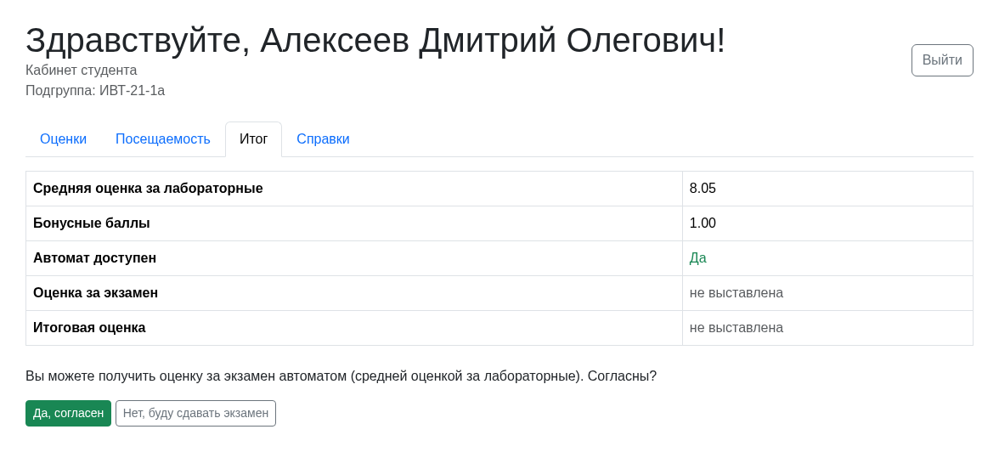 Здравствуйте, Алексеев Дмитрий Олегович!
Кабинет студента
Подгруппа: ИВТ-21-1а
Выйти
Оценки Посещаемость Итог Справки
Средняя оценка за лабораторные 8.05
Бонусные баллы 1.00
Автомат доступен Да
Оценка за экзамен не выставлена
Итоговая оценка не выставлена
Вы можете получить оценку за экзамен автоматом (средней оценкой за лабораторные). Согласны?
Да, согласен Нет, буду сдавать экзамен